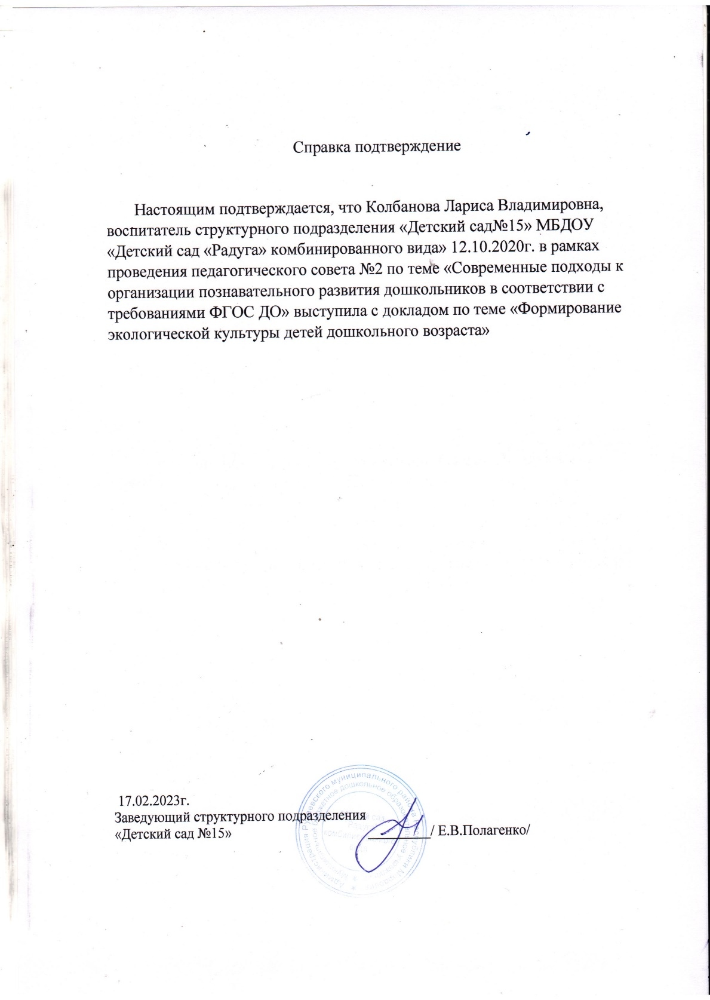 Справка подтверждение
Настоящим подтверждается, что Колбанова Лариса Владимировна,
воспитатель структурного подразделения «Детский сад№15» МБДОУ
«Детский сад «Радуга» комбинированного вида» 12.10.2020г. в рамках
проведения педагогического совета №2 по теме «Современные подходы к
организации познавательного развития дошкольников в соответствии с
требованиями ФГОС ДО» выступила с докладом по теме «Формирование
экологической культуры детей дошкольного возраста»
17.02.2023г.
Заведующий структурного подразделения
«Детский сад №15» / Е.В.Полагенко/
муниципального района
дошкольное